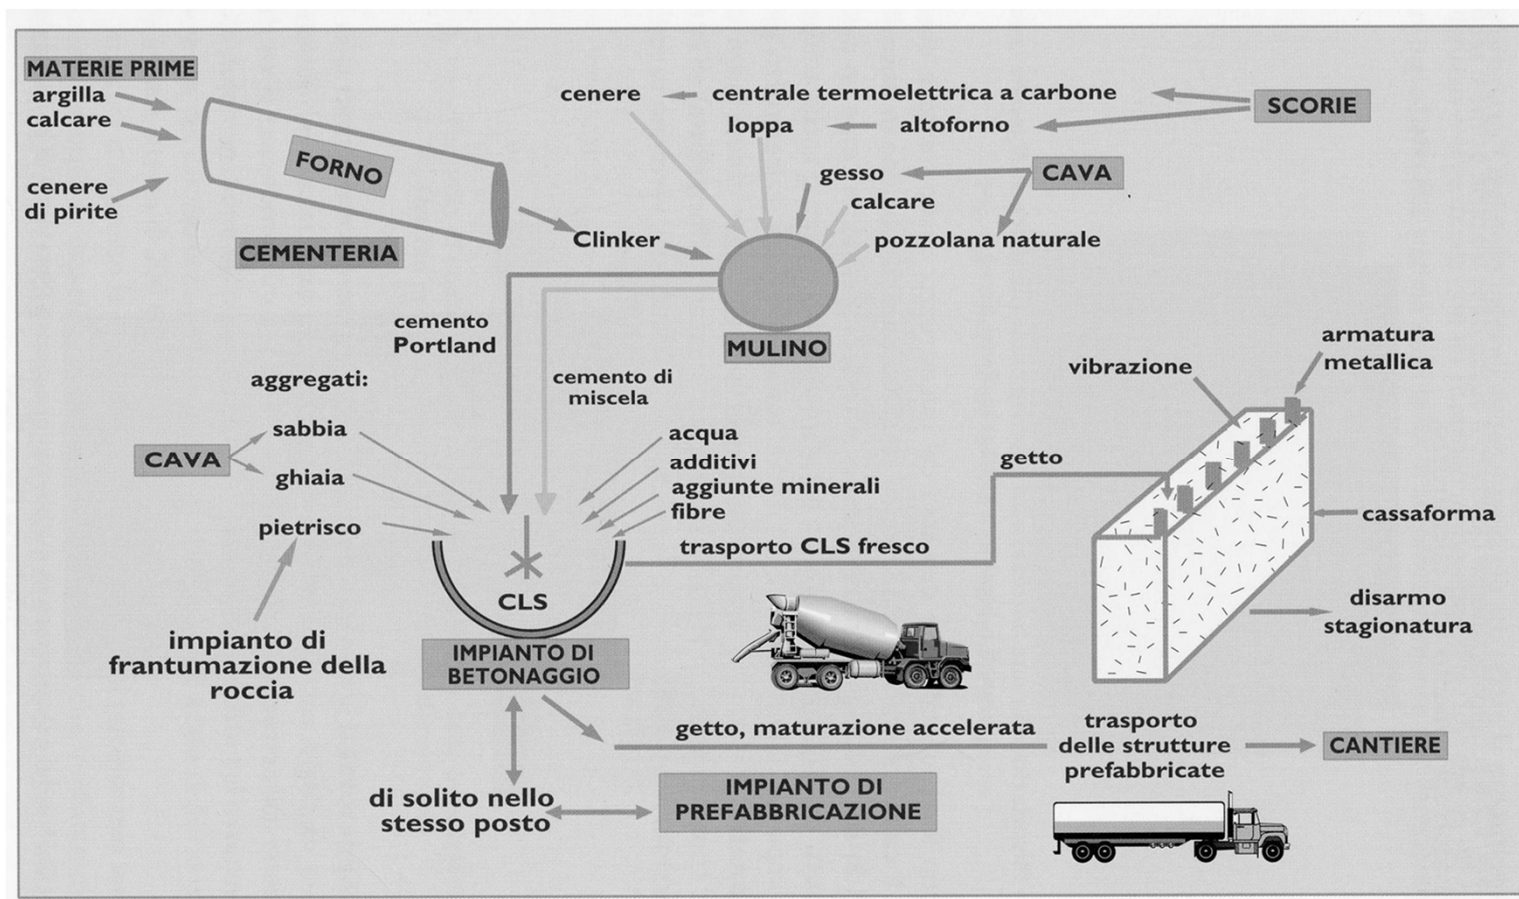 MATERIE PRIME
argilla
calcare
cenere
di pirite
FORNO
CEMENTERIA
Clinker
cenere
centrale termoelettrica a carbone
loppa
altoforno
SCORIE
gesso
CAVA
calcare
pozzolana naturale
MULINO
cemento
Portland
cemento di
miscela
aggregati:
CAVA
sabbia
ghiaia
pietrisco
impianto di
frantumazione della
roccia
acqua
additivi
aggiunte minerali
fibre
CLS
IMPIANTO DI
BETONAGGIO
trasporto CLS fresco
getto
vibrazione
armatura
metallica
cassaforma
disarmo
stagionatura
getto, maturazione accelerata
trasporto
delle strutture
prefabbricate
CANTIERE
di solito nello
stesso posto
IMPIANTO DI
PREFABBRICAZIONE